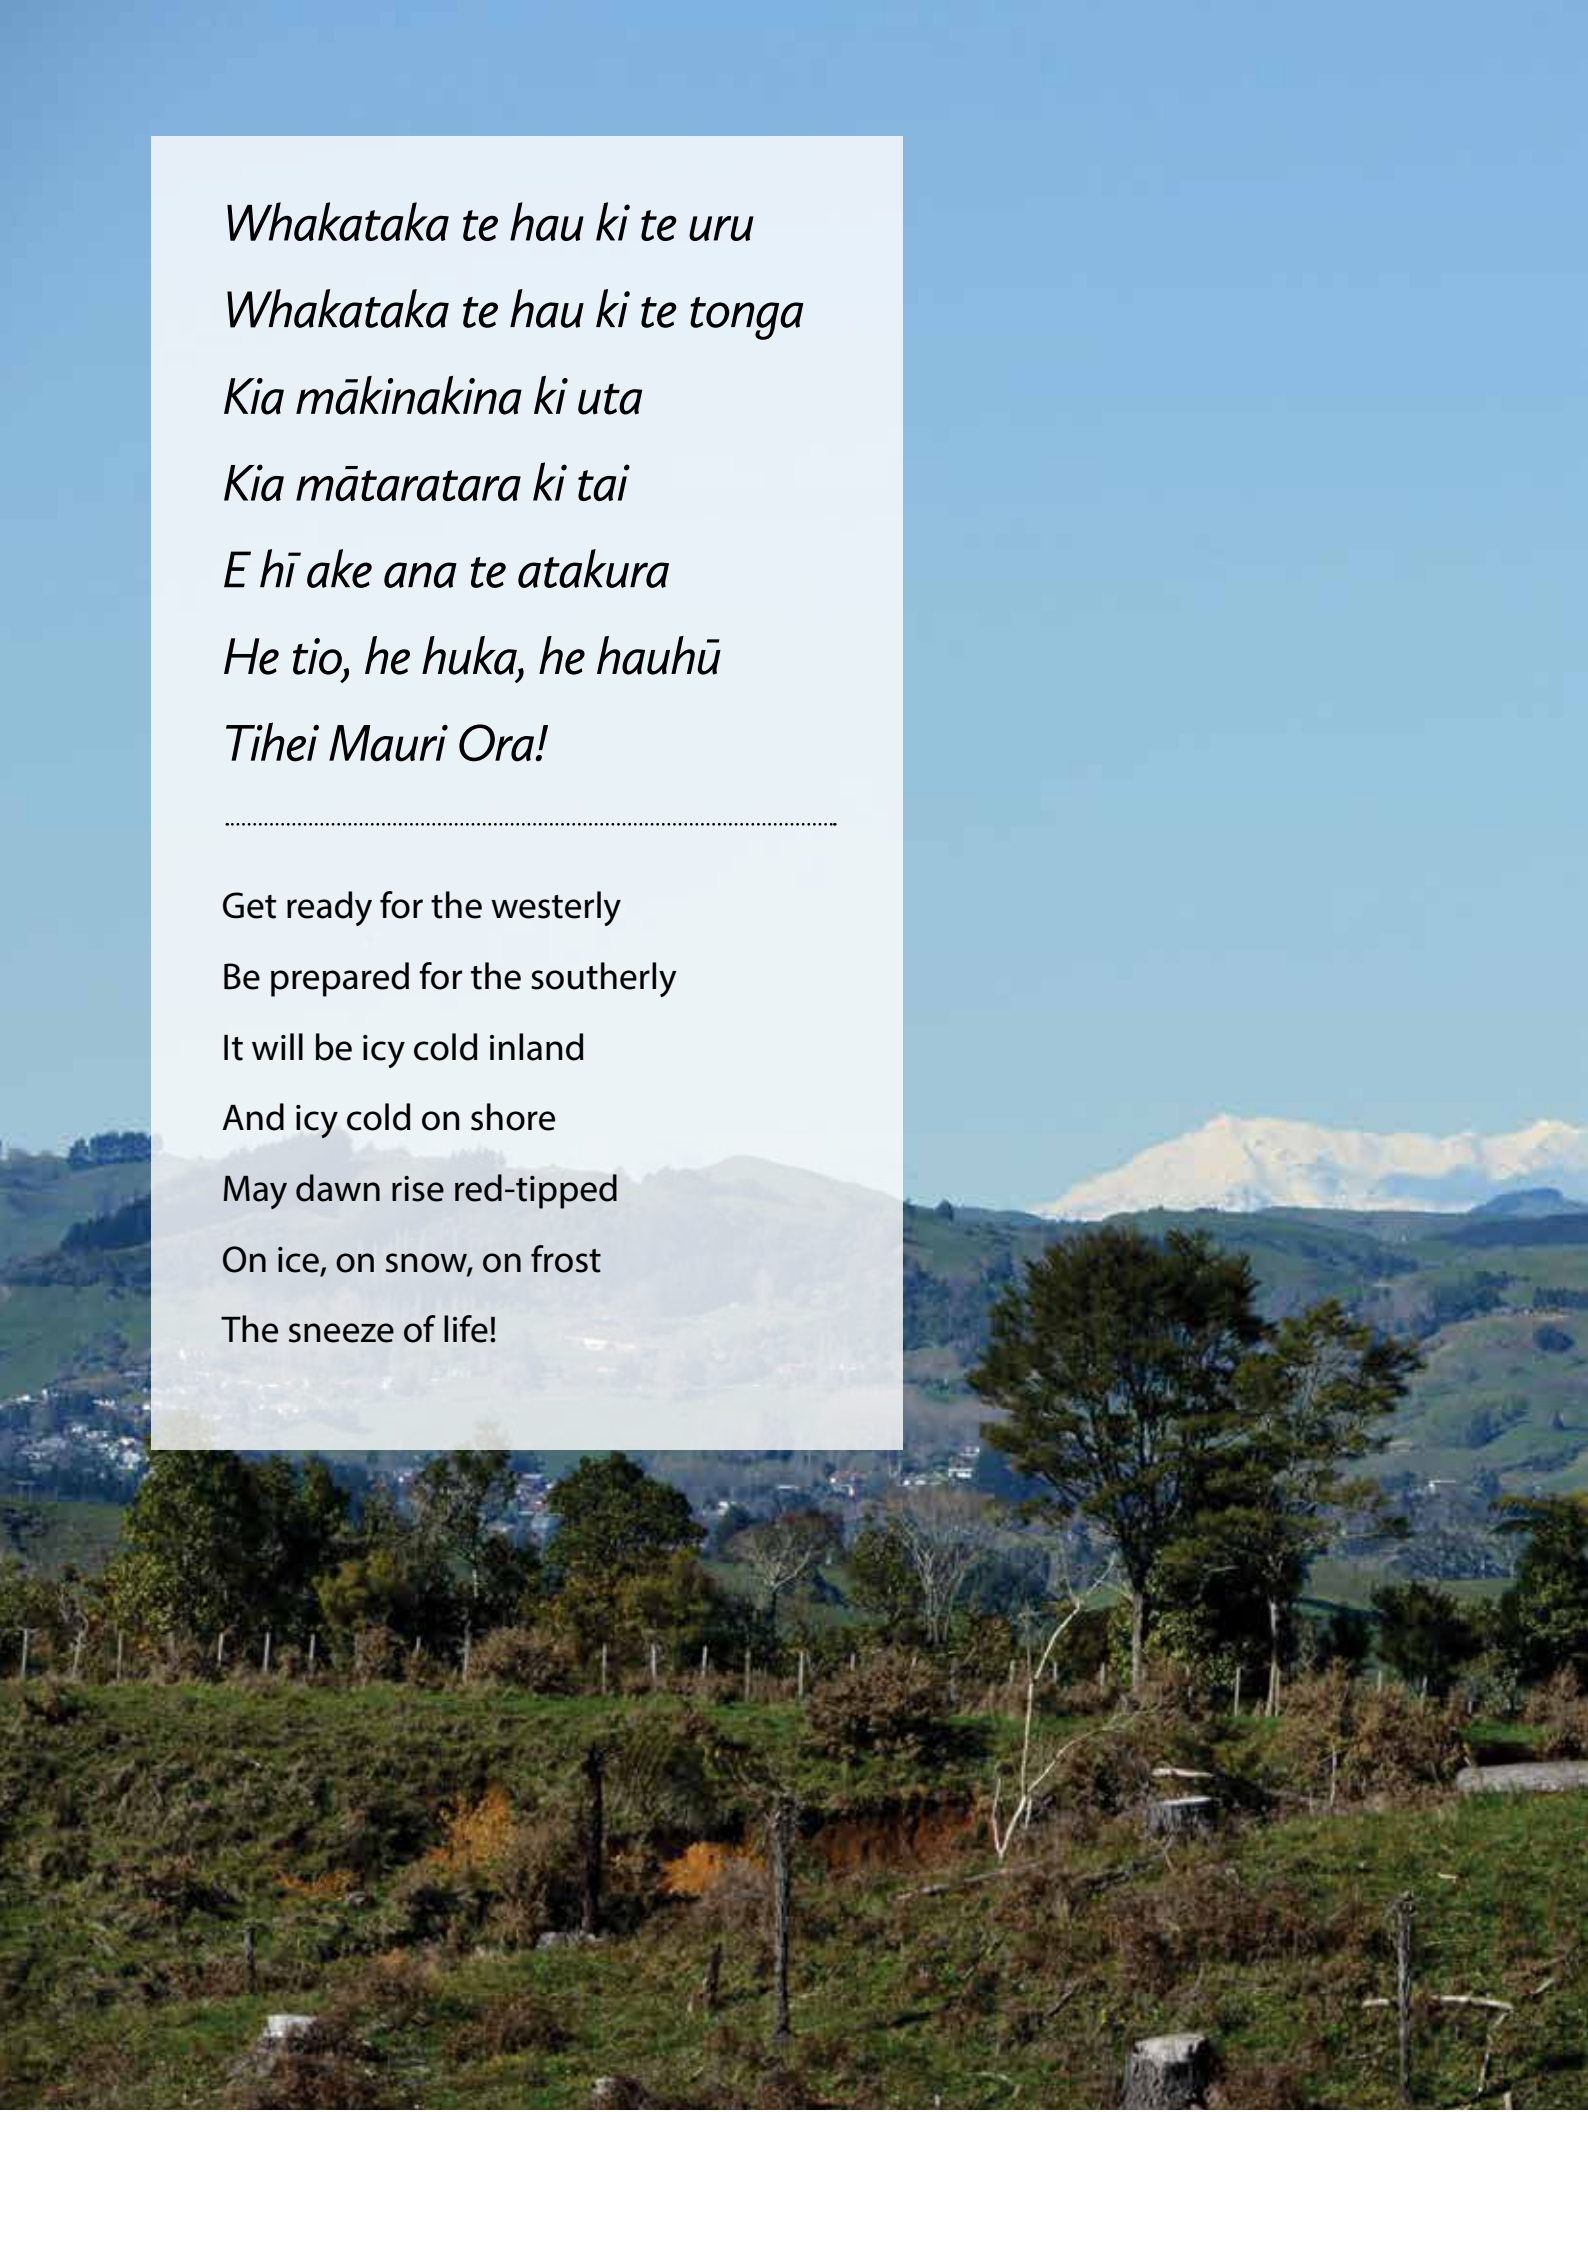 Whakataka te hau ki te uru
Whakataka te hau ki te tonga
Kia mākinakina ki uta
Kia mātaratara ki tai
E hī ake ana te atakura
He tio, he huka, he hauhū
Tihei Mauri Ora!
Get ready for the westerly
Be prepared for the southerly
It will be icy cold inland
And icy cold on shore
May dawn rise red-tipped
On ice, on snow, on frost
The sneeze of life!